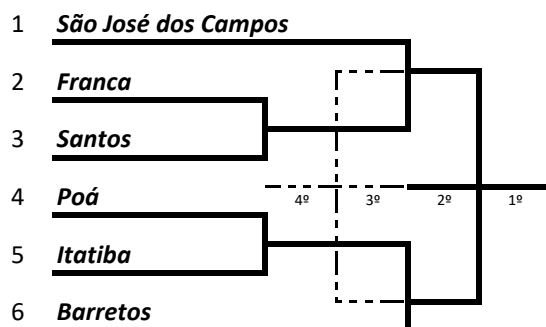 1 São José dos Campos
2 Franca
3 Santos
4 Poá
4º 3º 2º 1º
5 Itatiba
6 Barretos